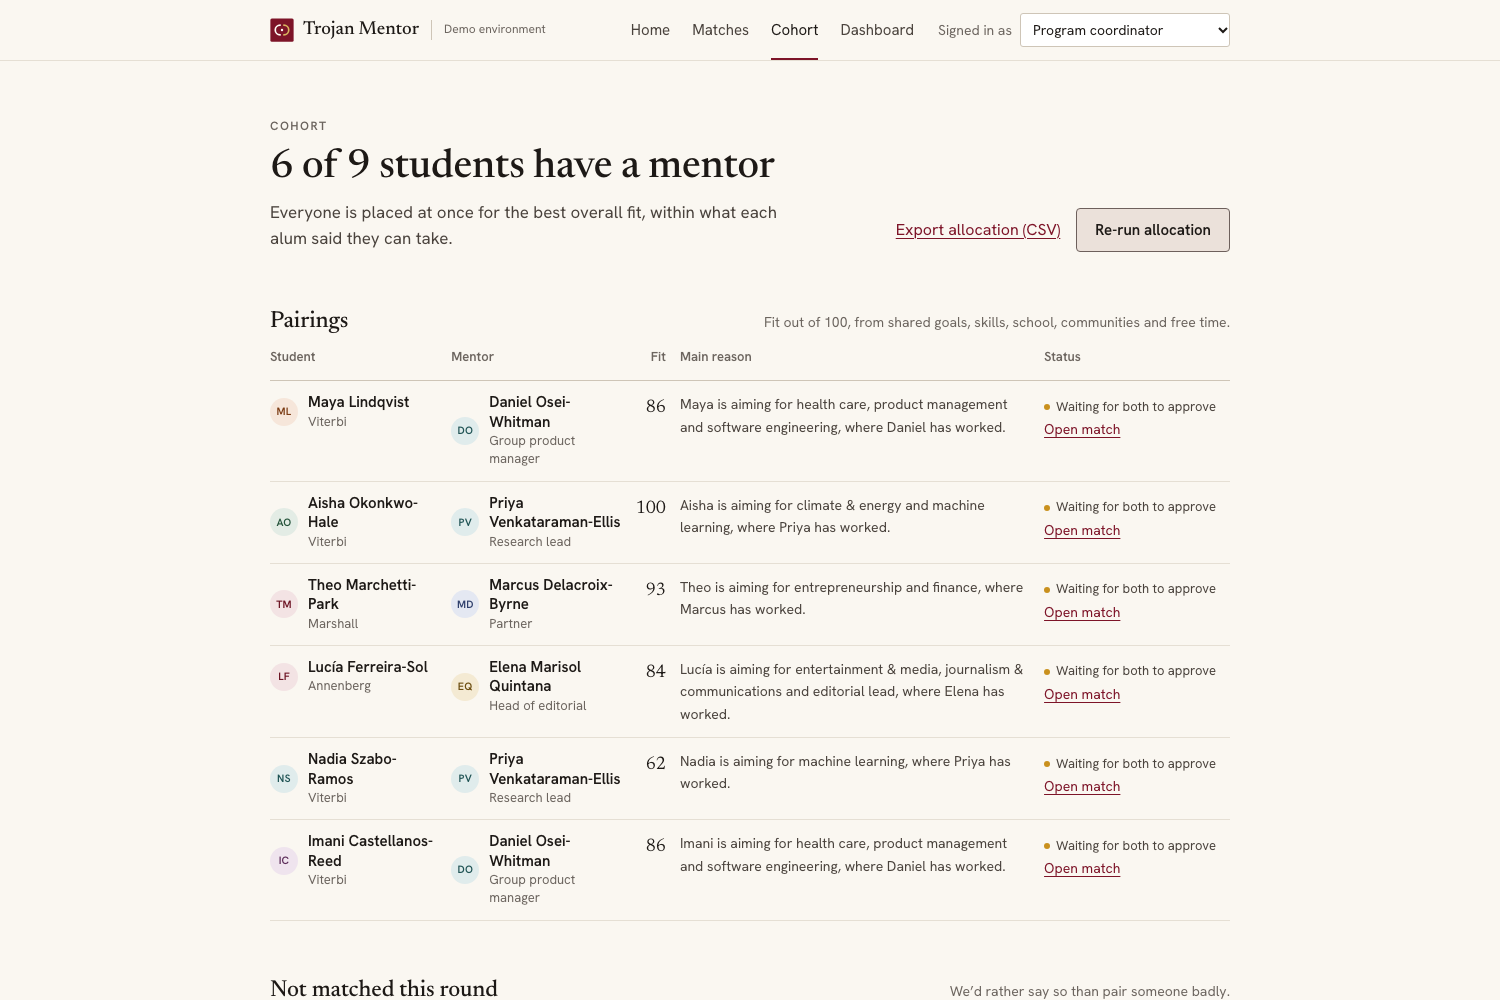 Trojan Mentor
Demo environment
Home
Matches
Cohort
Dashboard
Signed in as
Program coordinator
COHORT
6 of 9 students have a mentor
Everyone is placed at once for the best overall fit, within what each
alum said they can take.
Export allocation (CSV)
Re-run allocation
Pairings
Fit out of 100, from shared goals, skills, school, communities and free time.
Student
Mentor
Fit
Main reason
Status
ML
Maya Lindqvist
Viterbi
DO
Daniel Osei-
Whitman
Group product
manager
86
Maya is aiming for health care, product management
and software engineering, where Daniel has worked.
Waiting for both to approve
Open match
AO
Aisha Okonkwo-
Hale
Viterbi
PV
Priya
Venkataraman-Ellis
Research lead
100
Aisha is aiming for climate & energy and machine
learning, where Priya has worked.
Waiting for both to approve
Open match
TM
Theo Marchetti-
Park
Marshall
MD
Marcus Delacroix-
Byrne
Partner
93
Theo is aiming for entrepreneurship and finance, where
Marcus has worked.
Waiting for both to approve
Open match
LF
Lucía Ferreira-Sol
Annenberg
EQ
Elena Marisol
Quintana
Head of editorial
84
Lucía is aiming for entertainment & media, journalism &
communications and editorial lead, where Elena has
worked.
Waiting for both to approve
Open match
NS
Nadia Szabo-
Ramos
Viterbi
PV
Priya
Venkataraman-Ellis
Research lead
62
Nadia is aiming for machine learning, where Priya has
worked.
Waiting for both to approve
Open match
IC
Imani Castellanos-
Reed
Viterbi
DO
Daniel Osei-
Whitman
Group product
manager
86
Imani is aiming for health care, product management
and software engineering, where Daniel has worked.
Waiting for both to approve
Open match
Not matched this round
We’d rather say so than pair someone badly.